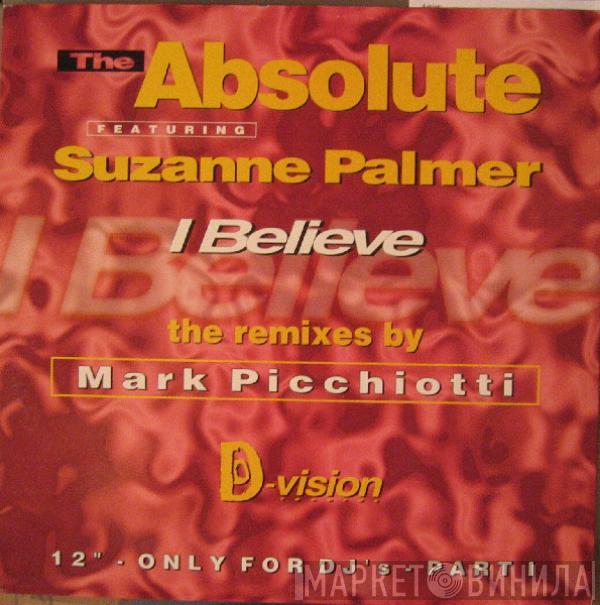 The Absolute
FEATURING
Suzanne Palmer
I Believe
I Believe
the remixes by
Mark Picchiotti
D-vision
12" - ONLY FOR DJ's - PART I
МАРКЕТ ВИНИЛА